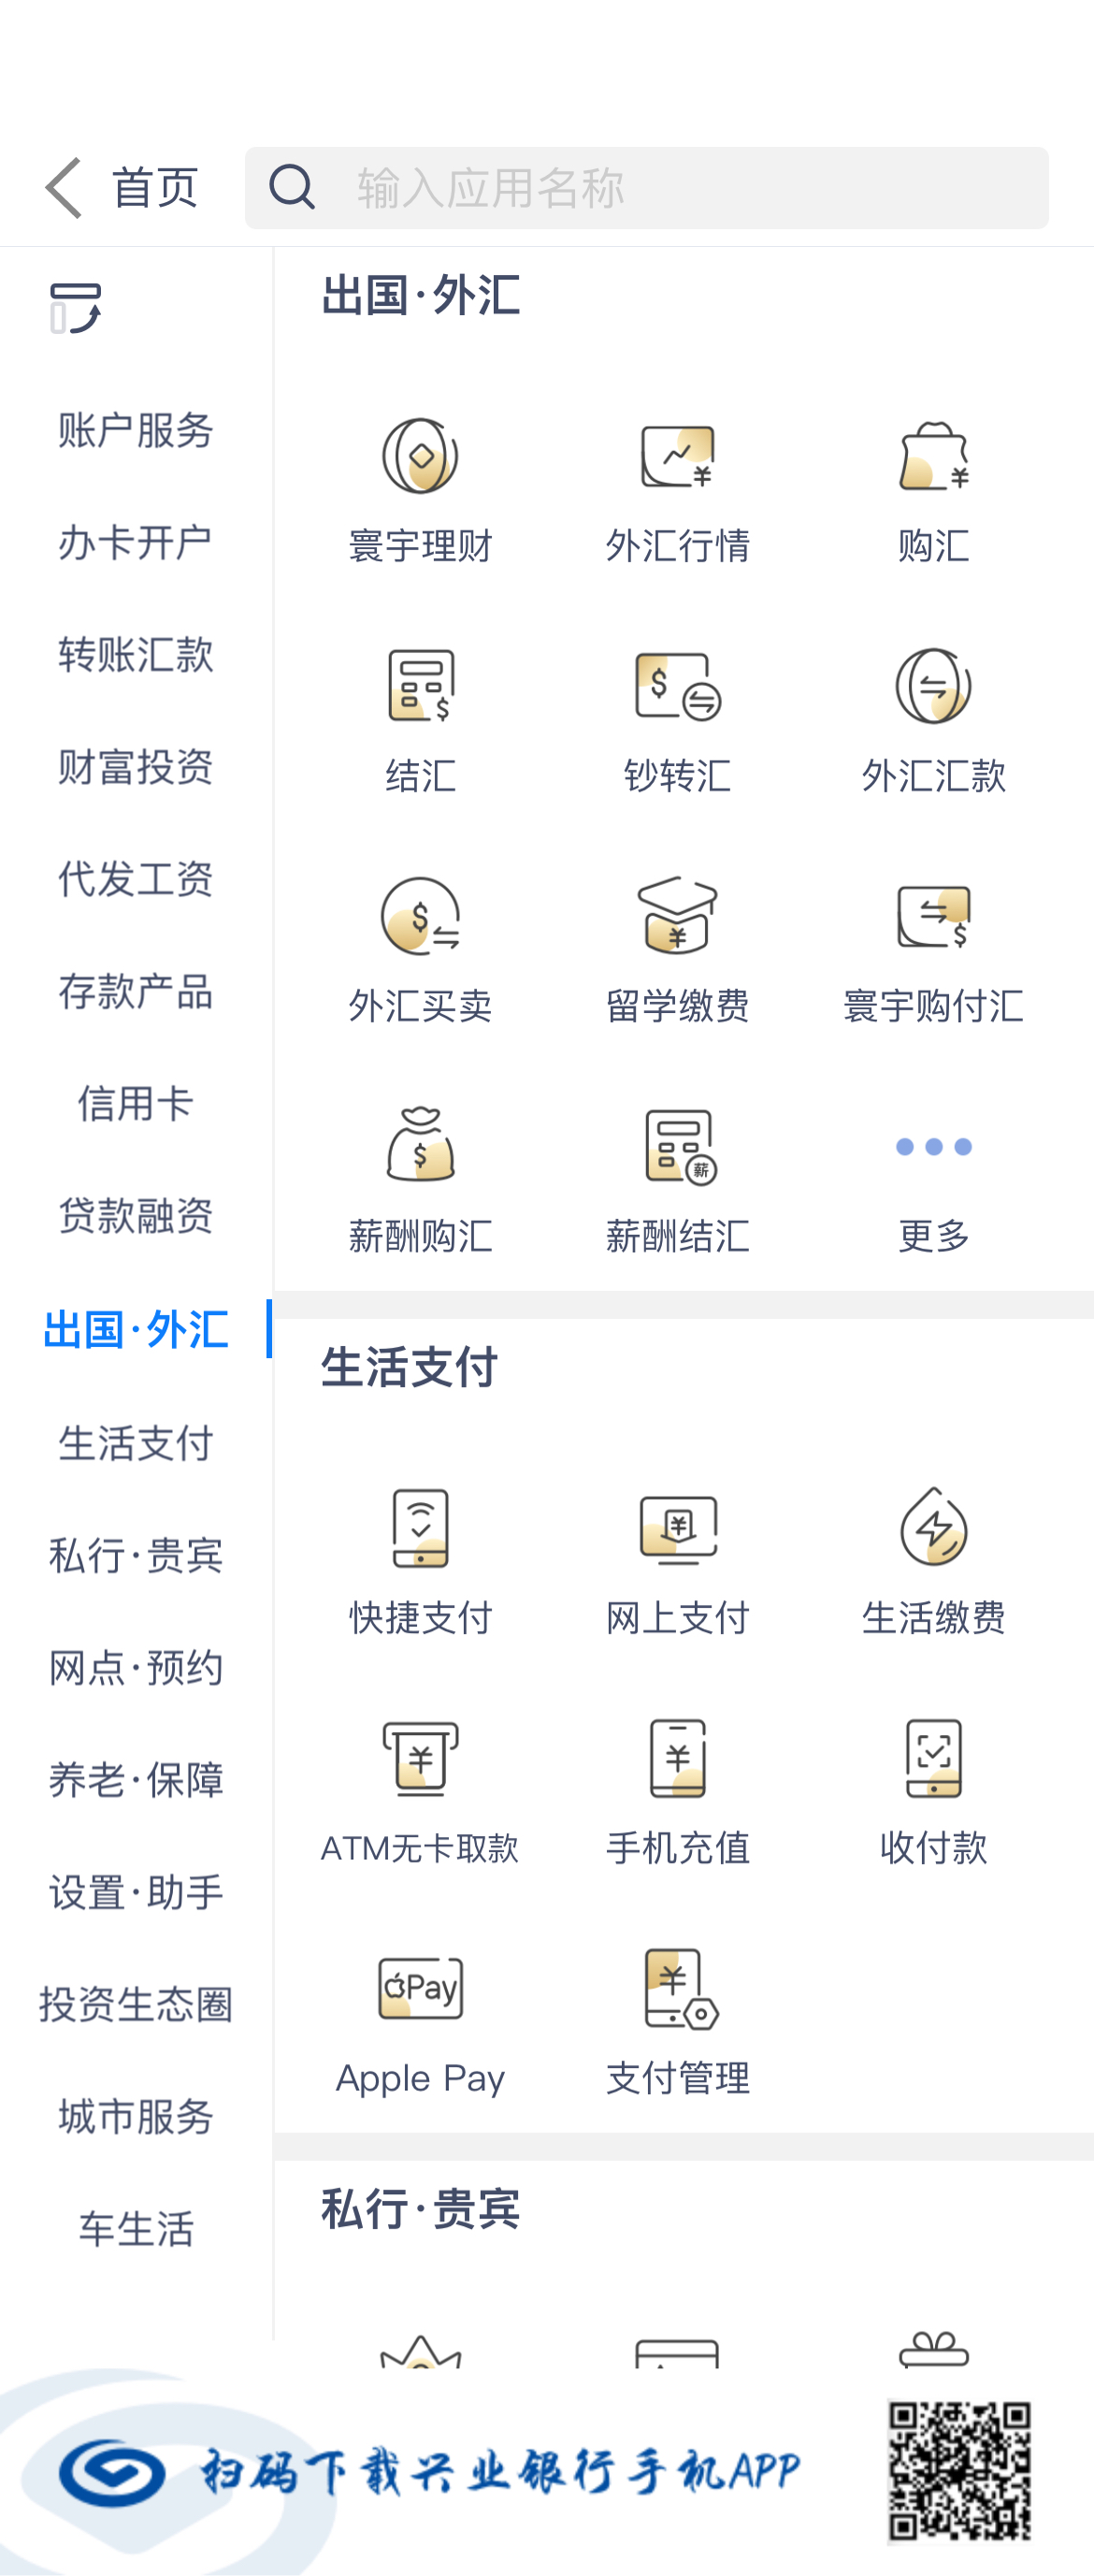 首页
输入应用名称
账户服务
办卡开户
转账汇款
财富投资
代发工资
存款产品
信用卡
贷款融资
出国·外汇
生活支付
私行·贵宾
网点·预约
养老·保障
设置·助手
投资生态圈
城市服务
车生活
出国·外汇
寰宇理财 外汇行情 购汇
结汇 钞转汇 外汇汇款
外汇买卖 留学缴费 寰宇购付汇
薪
薪酬购汇 薪酬结汇 更多
生活支付
快捷支付 网上支付 生活缴费
ATM无卡取款 手机充值 收付款
Pay
Apple Pay 支付管理
私行·贵宾
扫码下载兴业银行手机APP